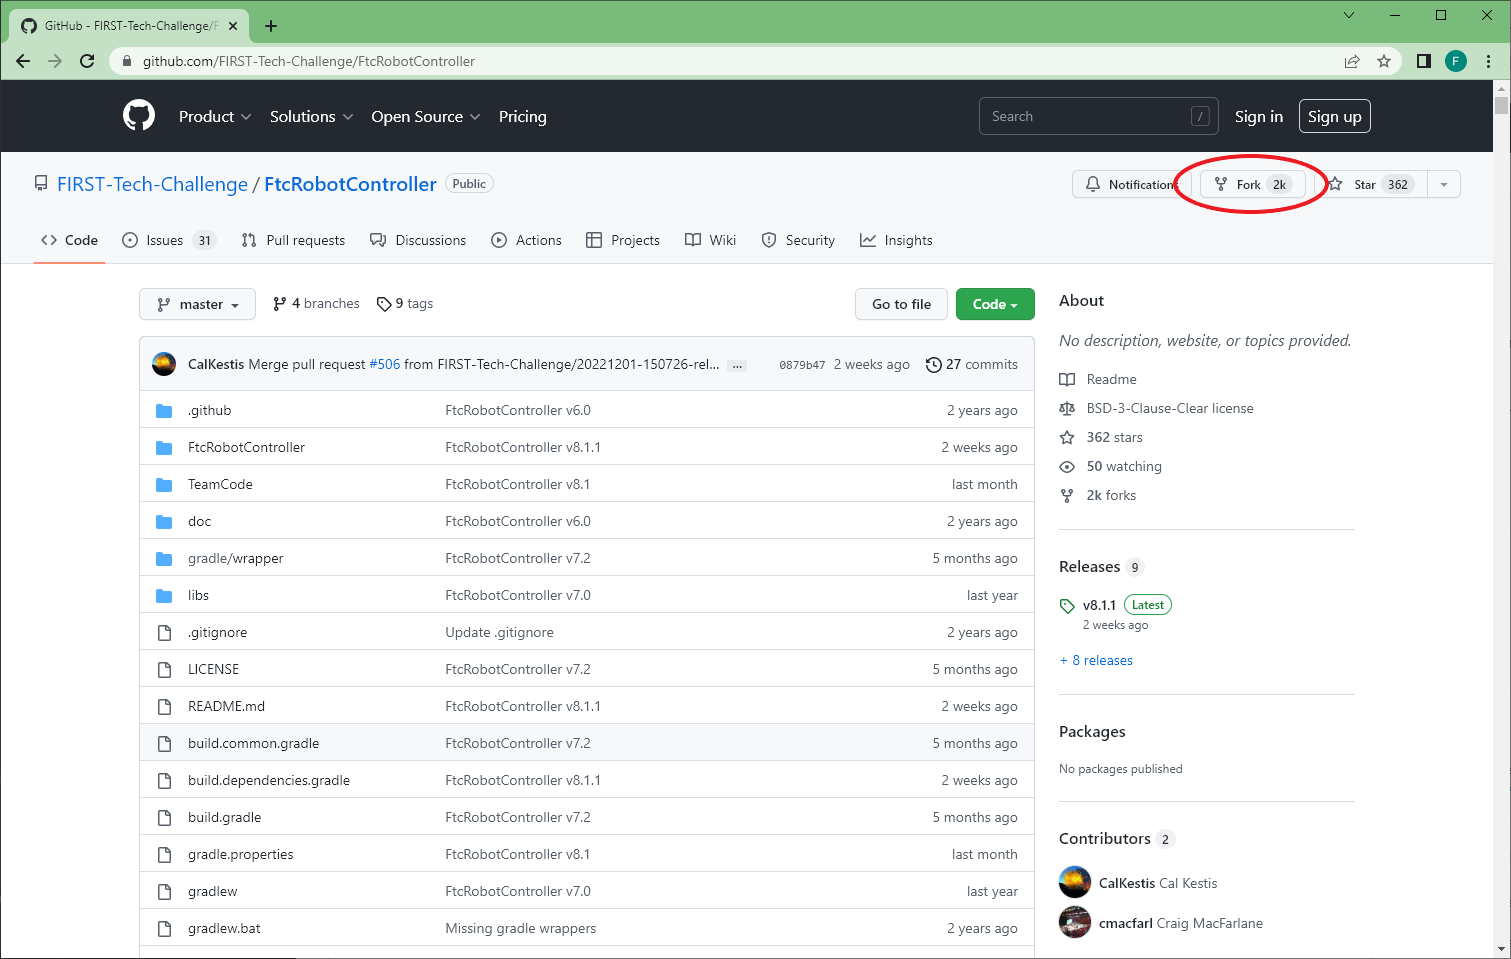 GitHub - FIRST-Tech-Challenge/F
github.com/FIRST-Tech-Challenge/FtcRobotController
F
Product Solutions Open Source Pricing Search / Sign in Sign up
FIRST-Tech-Challenge / FtcRobotController Public Notifications Fork 2k Star 362
Code Issues 31 Pull requests Discussions Actions Projects Wiki Security Insights
master 4 branches 9 tags Go to file Code
CalKestis Merge pull request #506 from FIRST-Tech-Challenge/20221201-150726-rel... ... 0879b47 2 weeks ago 27 commits
.github FtcRobotController v6.0 2 years ago
FtcRobotController FtcRobotController v8.1.1 2 weeks ago
TeamCode FtcRobotController v8.1 last month
doc FtcRobotController v6.0 2 years ago
gradle/wrapper FtcRobotController v7.2 5 months ago
libs FtcRobotController v7.0 last year
.gitignore Update .gitignore 2 years ago
LICENSE FtcRobotController v7.2 5 months ago
README.md FtcRobotController v8.1.1 2 weeks ago
build.common.gradle FtcRobotController v7.2 5 months ago
build.dependencies.gradle FtcRobotController v8.1.1 2 weeks ago
build.gradle FtcRobotController v7.2 5 months ago
gradle.properties FtcRobotController v8.1 last month
gradlew FtcRobotController v7.0 last year
gradlew.bat Missing gradle wrappers 2 years ago
About
No description, website, or topics provided.
Readme
BSD-3-Clause-Clear license
362 stars
50 watching
2k forks
Releases 9
v8.1.1 Latest
2 weeks ago
+ 8 releases
Packages
No packages published
Contributors 2
CalKestis Cal Kestis
cmacfarl Craig MacFarlane